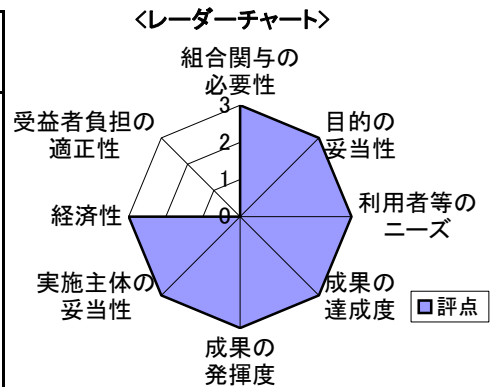 <レーダーチャート>
組合関与の
必要性
目的の
妥当性
利用者等の
ニーズ
成果の
達成度
成果の
発揮度
実施主体の
妥当性
経済性
受益者負担の
適正性
3
2
1
0
評点